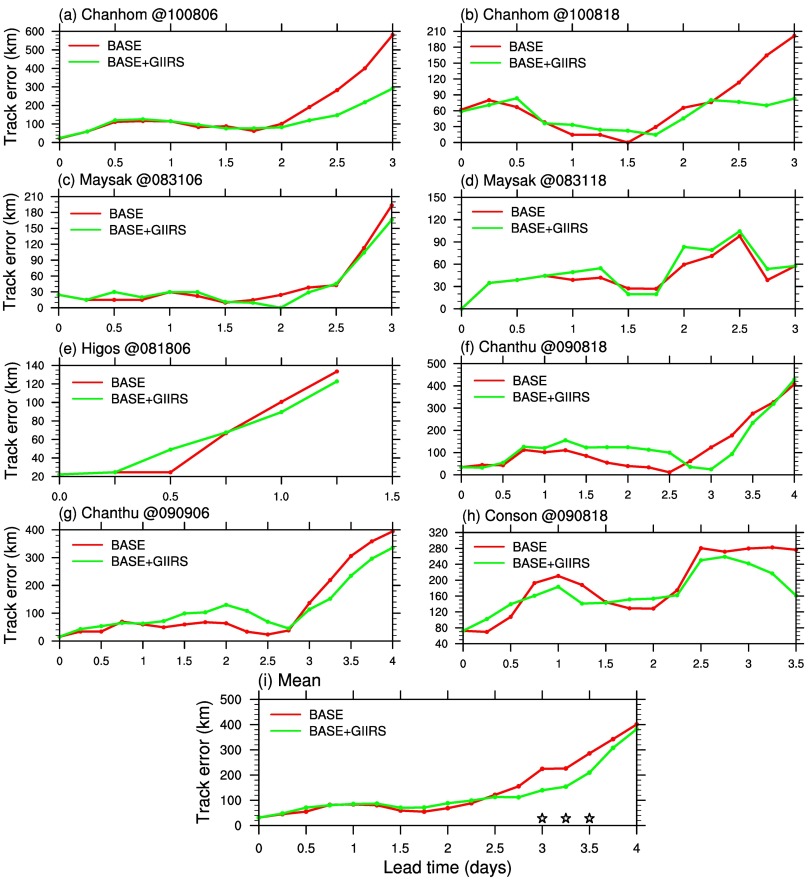 (a) Chanhom @100806
Track error (km)
600
500
400
300
200
100
0
BASE
BASE+GIIRS
0 0.5 1 1.5 2 2.5 3
(b) Chanhom @100818
210
180
150
120
90
60
30
0
BASE
BASE+GIIRS
0 0.5 1 1.5 2 2.5 3
(c) Maysak @083106
Track error (km)
210
180
150
120
90
60
30
0
BASE
BASE+GIIRS
0 0.5 1 1.5 2 2.5 3
(d) Maysak @083118
150
120
90
60
30
0
BASE
BASE+GIIRS
0 0.5 1 1.5 2 2.5 3
(e) Higos @081806
Track error (km)
140
120
100
80
60
40
20
BASE
BASE+GIIRS
0.0 0.5 1.0 1.5
(f) Chanthu @090818
500
400
300
200
100
0
BASE
BASE+GIIRS
0 0.5 1 1.5 2 2.5 3 3.5 4
(g) Chanthu @090906
Track error (km)
400
300
200
100
0
BASE
BASE+GIIRS
0 0.5 1 1.5 2 2.5 3 3.5 4
(h) Conson @090818
320
280
240
200
160
120
80
40
BASE
BASE+GIIRS
0 0.5 1 1.5 2 2.5 3 3.5
(i) Mean
Track error (km)
500
400
300
200
100
0
BASE
BASE+GIIRS
0 0.5 1 1.5 2 2.5 3 3.5 4
Lead time (days)